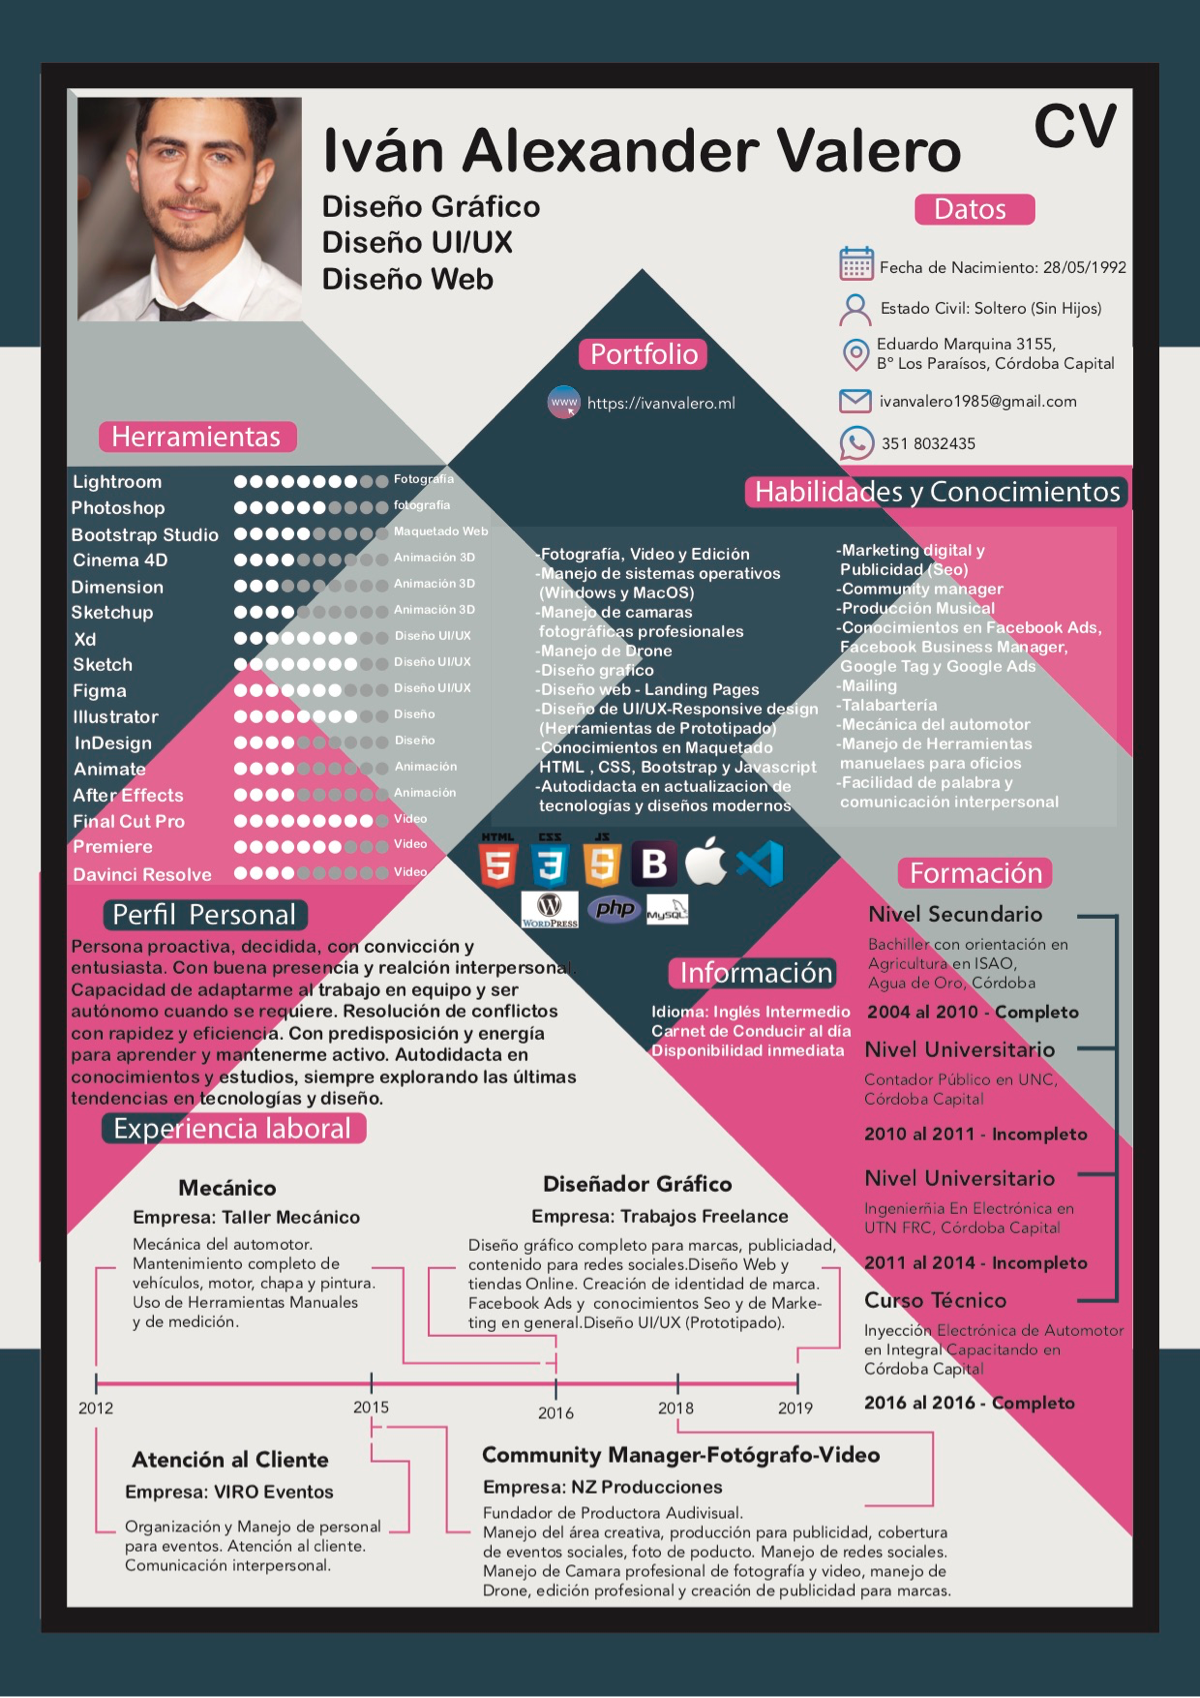 CV
Iván Alexander Valero
Diseño Gráfico
Diseño UI/UX
Diseño Web
Datos
Fecha de Nacimiento: 28/05/1992
Estado Civil: Soltero (Sin Hijos)
Eduardo Marquina 3155,
Bº Los Paraísos, Córdoba Capital
ivanvalero1985@gmail.com
351 8032435
Portfolio
www
https://ivanvalero.ml
Herramientas
Lightroom Fotografía
Photoshop fotografía
Bootstrap Studio Maquetado Web
Cinema 4D Animación 3D
Dimension Animación 3D
Sketchup Animación 3D
Xd Diseño UI/UX
Sketch Diseño UI/UX
Figma Diseño UI/UX
Illustrator Diseño
InDesign Diseño
Animate Animación
After Effects Animación
Final Cut Pro Video
Premiere Video
Davinci Resolve Video
Habilidades y Conocimientos
-Fotografía, Video y Edición
-Manejo de sistemas operativos
(Windows y MacOS)
-Manejo de camaras
fotográficas profesionales
-Manejo de Drone
-Diseño grafico
-Diseño web - Landing Pages
-Diseño de UI/UX-Responsive design
(Herramientas de Prototipado)
-Conocimientos en Maquetado
HTML , CSS, Bootstrap y Javascript
-Autodidacta en actualizacion de
tecnologías y diseños modernos
-Marketing digital y
Publicidad (Seo)
-Community manager
-Producción Musical
-Conocimientos en Facebook Ads,
Facebook Business Manager,
Google Tag y Google Ads
-Mailing
-Talabartería
-Mecánica del automotor
-Manejo de Herramientas
manuelaes para oficios
-Facilidad de palabra y
comunicación interpersonal
HTML CSS JS
5 3 5 B
WordPress php MySQL
Perfil Personal
Persona proactiva, decidida, con convicción y
entusiasta. Con buena presencia y realción interpersonal.
Capacidad de adaptarme al trabajo en equipo y ser
autónomo cuando se requiere. Resolución de conflictos
con rapidez y eficiencia. Con predisposición y energía
para aprender y mantenerme activo. Autodidacta en
conocimientos y estudios, siempre explorando las últimas
tendencias en tecnologías y diseño.
Información
Idioma: Inglés Intermedio
Carnet de Conducir al día
Disponibilidad inmediata
Formación
Nivel Secundario
Bachiller con orientación en
Agricultura en ISAO,
Agua de Oro, Córdoba
2004 al 2010 - Completo
Nivel Universitario
Contador Público en UNC,
Córdoba Capital
2010 al 2011 - Incompleto
Nivel Universitario
Ingenierñia En Electrónica en
UTN FRC, Córdoba Capital
2011 al 2014 - Incompleto
Curso Técnico
Inyección Electrónica de Automotor
en Integral Capacitando en
Córdoba Capital
2016 al 2016 - Completo
Experiencia laboral
Mecánico
Empresa: Taller Mecánico
Mecánica del automotor.
Mantenimiento completo de
vehículos, motor, chapa y pintura.
Uso de Herramientas Manuales
y de medición.
Diseñador Gráfico
Empresa: Trabajos Freelance
Diseño gráfico completo para marcas, publiciadad,
contenido para redes sociales.Diseño Web y
tiendas Online. Creación de identidad de marca.
Facebook Ads y conocimientos Seo y de Marke-
ting en general.Diseño UI/UX (Prototipado).
2012 2015 2016 2018 2019
Atención al Cliente
Empresa: VIRO Eventos
Organización y Manejo de personal
para eventos. Atención al cliente.
Comunicación interpersonal.
Community Manager-Fotógrafo-Video
Empresa: NZ Producciones
Fundador de Productora Audivisual.
Manejo del área creativa, producción para publicidad, cobertura
de eventos sociales, foto de poducto. Manejo de redes sociales.
Manejo de Camara profesional de fotografía y video, manejo de
Drone, edición profesional y creación de publicidad para marcas.